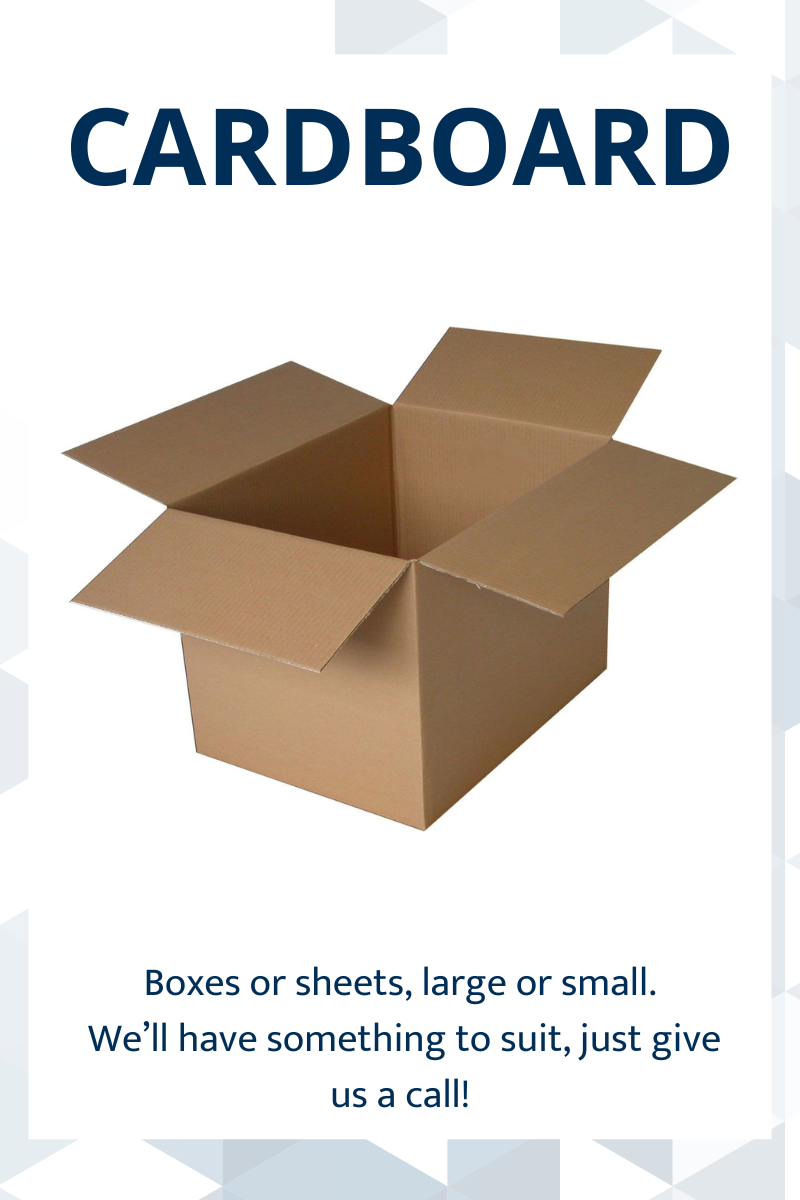 CARDBOARD
Boxes or sheets, large or small.
We’ll have something to suit, just give
us a call!